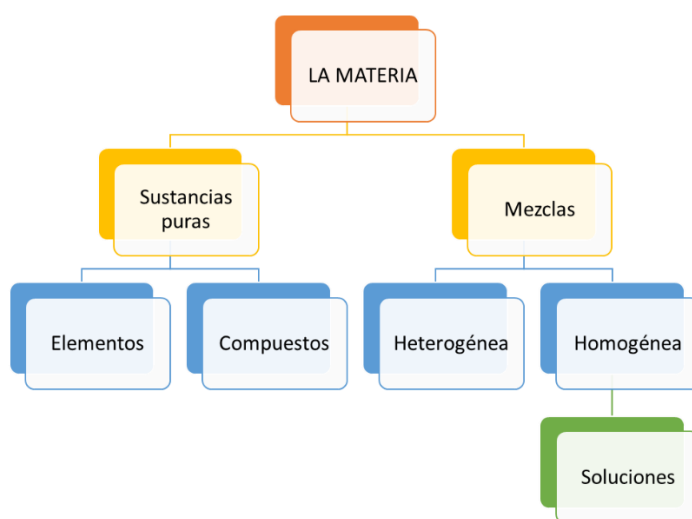 LA MATERIA
Sustancias
puras
Mezclas
Elementos
Compuestos
Heterogénea
Homogénea
Soluciones